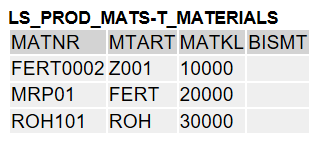 LS_PROD_MATS-T_MATERIALS
MATNR MTART MATKL BISMT
FERT0002 Z001 10000
MRP01 FERT 20000
ROH101 ROH 30000